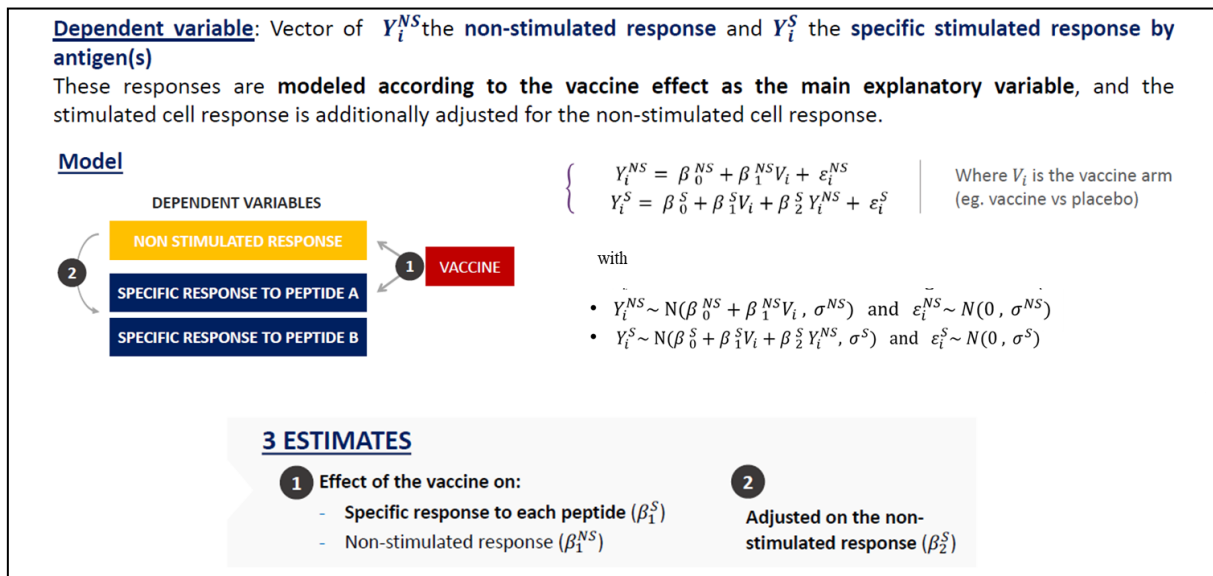 Dependent variable: Vector of Y_i^{NS} the non-stimulated response and Y_i^S the specific stimulated response by
antigen(s)
These responses are modeled according to the vaccine effect as the main explanatory variable, and the
stimulated cell response is additionally adjusted for the non-stimulated cell response.
Model
DEPENDENT VARIABLES
NON STIMULATED RESPONSE
2
1
VACCINE
SPECIFIC RESPONSE TO PEPTIDE A
SPECIFIC RESPONSE TO PEPTIDE B
Y_i^{NS} = β_0^{NS} + β_1^{NS} V_i + ε_i^{NS}
Y_i^S = β_0^S + β_1^S V_i + β_2^S Y_i^{NS} + ε_i^S
Where V_i is the vaccine arm
(eg. vaccine vs placebo)
with
• Y_i^{NS} ~ N(β_0^{NS} + β_1^{NS} V_i , σ^{NS}) and ε_i^{NS} ~ N(0 , σ^{NS})
• Y_i^S ~ N(β_0^S + β_1^S V_i + β_2^S Y_i^{NS}, σ^S) and ε_i^S ~ N(0 , σ^S)
3 ESTIMATES
1 Effect of the vaccine on:
- Specific response to each peptide (β_1^S)
- Non-stimulated response (β_1^{NS})
2
Adjusted on the non-
stimulated response (β_2^S)